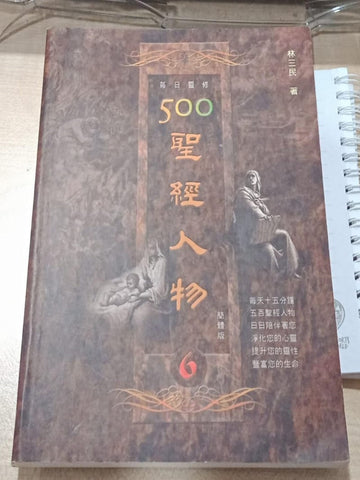 林三民 著
每日靈修
500
聖經人物
簡體版
6
每天十五分鐘
五百聖經人物
日日陪伴著您
淨化您的心靈
提升您的靈性
豐富您的生命